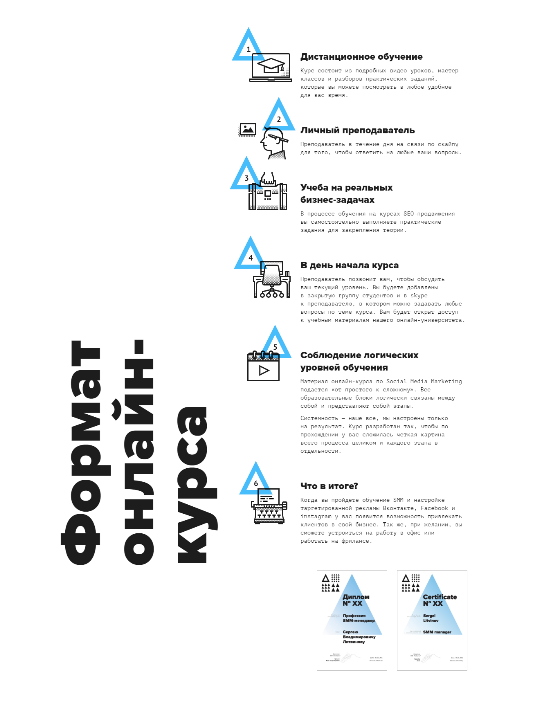 Формат
онлайн-
курса
1
Дистанционное обучение
Курс состоит из подробных видео уроков, мастер
классов и разборов практических заданий,
которые вы можете посмотреть в любое удобное
для вас время.
2
Личный преподаватель
Преподаватель в течение дня на связи по скайпу
для того, чтобы ответить на любые ваши вопросы.
3
Учеба на реальных
бизнес-задачах
В процессе обучения на курсах SEO продвижения
вы самостоятельно выполняете практические
задания для закрепления теории.
4
В день начала курса
Преподаватель позвонит вам, чтобы обсудить
ваш текущий уровень. Вы будете добавлены
в закрытую группу студентов и в skype
к преподавателю, в котором можно задавать любые
вопросы по теме курса. Вам будет открыт доступ
к учебным материалам нашего онлайн-университета.
5
Соблюдение логических
уровней обучения
Материал онлайн-курса по Social Media Marketing
подается «от простого к сложному». Все
образовательные блоки логически связаны между
собой и представляют собой этапы.
Системность — наше все, мы настроены только
на результат. Курс разработан так, чтобы по
прохождении у вас сложилась четкая картина
всего процесса целиком и каждого этапа в
отдельности.
6
Что в итоге?
Когда вы пройдете обучение SMM и настройке
таргетированной рекламы Вконтакте, Facebook и
instagram у вас появится возможность привлекать
клиентов в свой бизнес. Так же, при желании, вы
сможете устроиться на работу в офис или
работать на фрилансе.
Диплом
№ XX
Профессия
SMM-менеджер
Сергею
Владимировичу
Литвинову
Certificate
№ XX
Sergei
Litvinov
SMM manager